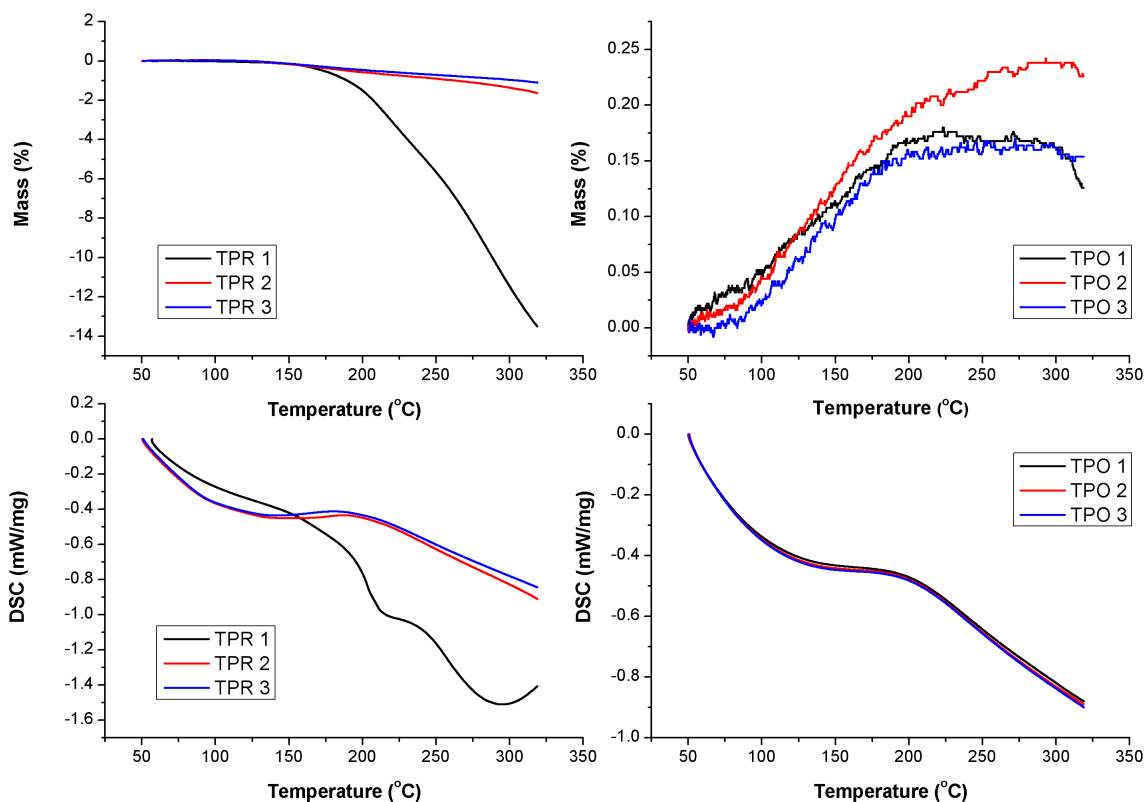 2
0
-2
-4
-6
-8
-10
-12
-14
Mass (%)
TPR 1
TPR 2
TPR 3
50 100 150 200 250 300 350
Temperature (°C)
0.25
0.20
0.15
0.10
0.05
0.00
Mass (%)
TPO 1
TPO 2
TPO 3
50 100 150 200 250 300 350
Temperature (°C)
0.2
0.0
-0.2
-0.4
-0.6
-0.8
-1.0
-1.2
-1.4
-1.6
DSC (mW/mg)
TPR 1
TPR 2
TPR 3
50 100 150 200 250 300 350
Temperature (°C)
0.0
-0.2
-0.4
-0.6
-0.8
-1.0
DSC (mW/mg)
TPO 1
TPO 2
TPO 3
50 100 150 200 250 300 350
Temperature (°C)